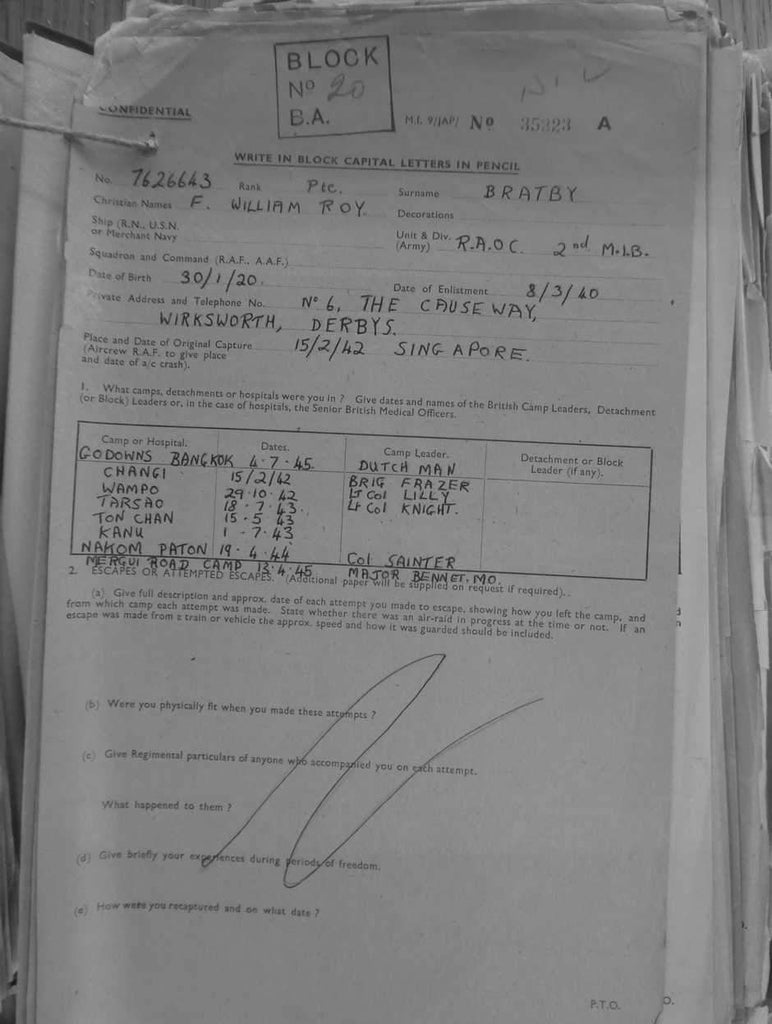 BLOCK
No 20
B.A.
CONFIDENTIAL
M.I. 9/JAP/ No 35323 A
WRITE IN BLOCK CAPITAL LETTERS IN PENCIL
No. 7626643 Rank Ptc. Surname BRATBY
Christian Names F. WILLIAM ROY Decorations
Ship (R.N., U.S.N. or Merchant Navy
Unit & Div. (Army) R.A.O.C. 2nd M.I.B.
Squadron and Command (R.A.F., A.A.F.)
Date of Birth 30/1/20. Date of Enlistment 8/3/40
Private Address and Telephone No. No 6, THE CAUSEWAY,
WIRKSWORTH, DERBYS.
Place and Date of Original Capture 15/2/42 SINGAPORE.
(Aircrew R.A.F. to give place
and date of a/c crash).
1. What camps, detachments or hospitals were you in ? Give dates and names of the British Camp Leaders, Detachment
(or Block) Leaders or, in the case of hospitals, the Senior British Medical Officers.
Camp or Hospital. Dates. Camp Leader. Detachment or Block Leader (if any).
GODOWNS BANGKOK 4.7.45. DUTCH MAN
CHANGI 15/2/42 BRIG FRAZER
WAMPO 29.10.42 Lt Col LILLY
TARSAO 18.7.43. Lt Col KNIGHT.
TON CHAN 15.5 43
KANU 1 - 7.43
NAKOM PATON 19.4.44 Col SAINTER
MERGUI ROAD CAMP 13.4.45. MAJOR BENNET. MO.
2. ESCAPES OR ATTEMPTED ESCAPES. (Additional paper will be supplied on request if required).
(a) Give full description and approx. date of each attempt you made to escape, showing how you left the camp, and
from which camp each attempt was made. State whether there was an air-raid in progress at the time or not. If an
escape was made from a train or vehicle the approx. speed and how it was guarded should be included.
(b) Were you physically fit when you made these attempts ?
(c) Give Regimental particulars of anyone who accompanied you on each attempt.
What happened to them ?
(d) Give briefly your experiences during periods of freedom.
(e) How were you recaptured and on what date ?
P.T.O.